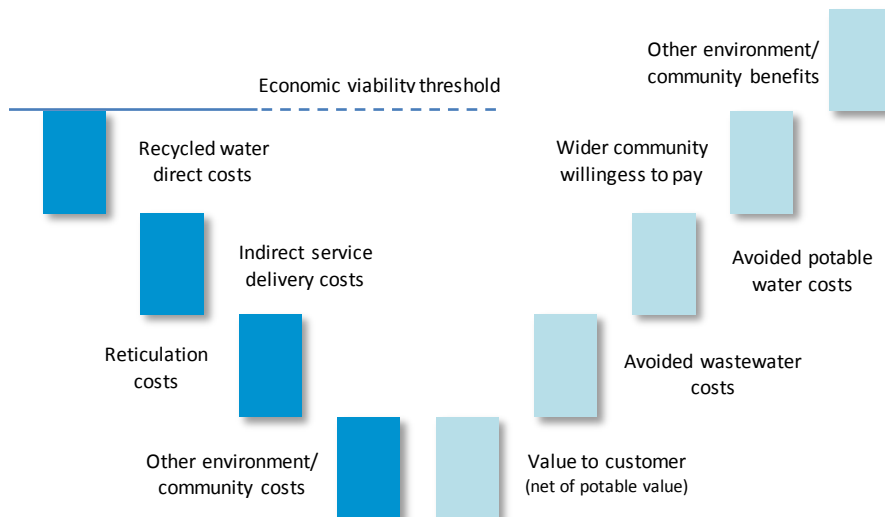 Other environment/
community benefits
Economic viability threshold
Recycled water
direct costs
Wider community
willingess to pay
Indirect service
delivery costs
Avoided potable
water costs
Reticulation
costs
Avoided wastewater
costs
Other environment/
community costs
Value to customer
(net of potable value)